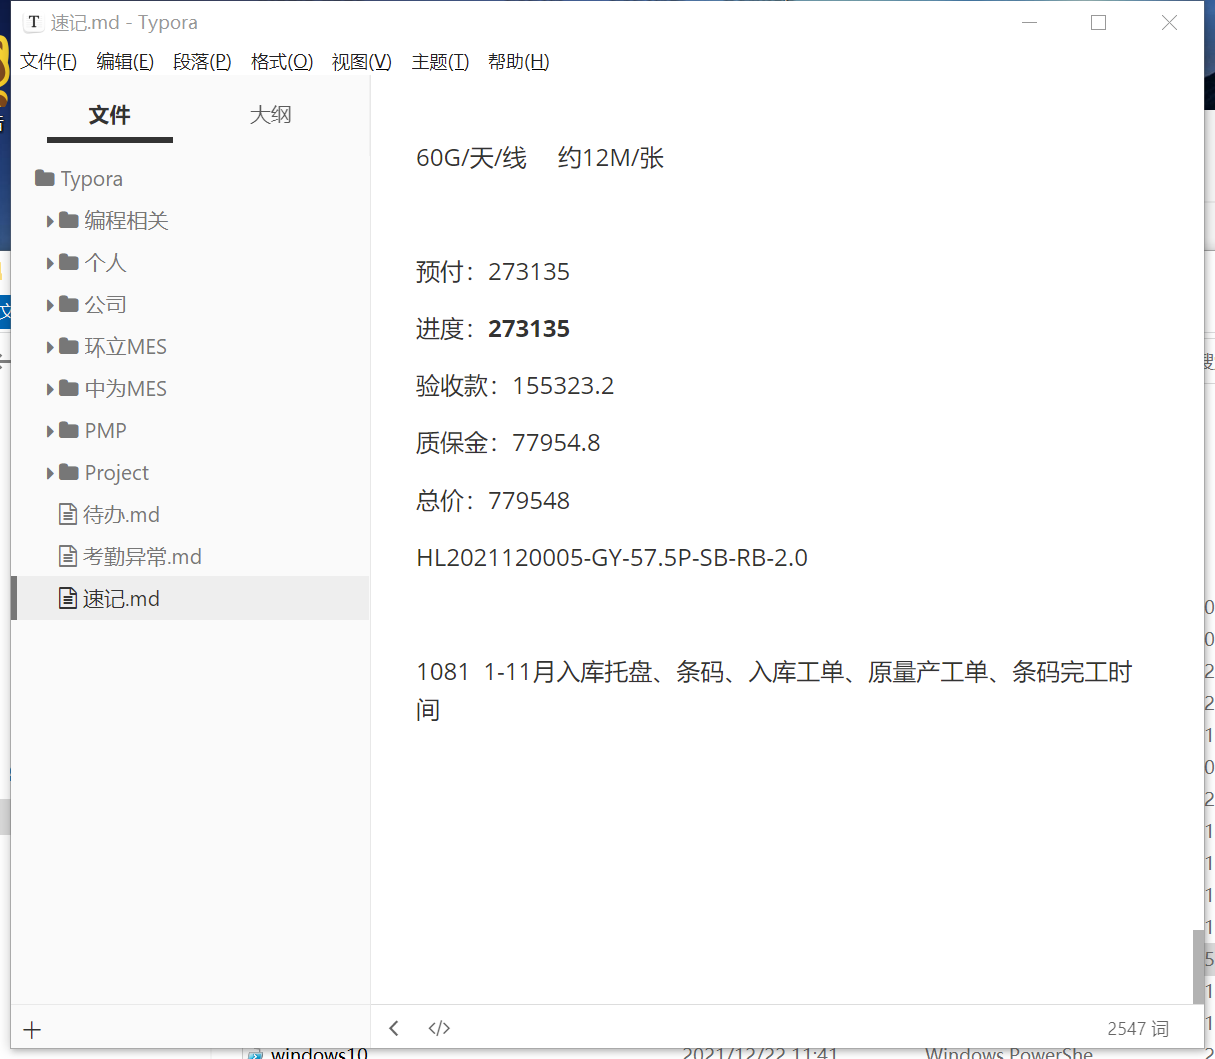 速记.md - Typora
文件(F) 编辑(E) 段落(P) 格式(O) 视图(V) 主题(T) 帮助(H)
文件 大纲
Typora
编程相关
个人
公司
环立MES
中为MES
PMP
Project
待办.md
考勤异常.md
速记.md
60G/天/线 约12M/张
预付：273135
进度：273135
验收款：155323.2
质保金：77954.8
总价：779548
HL2021120005-GY-57.5P-SB-RB-2.0
1081 1-11月入库托盘、条码、入库工单、原量产工单、条码完工时
间
2547 词
windows10 2021/12/22 11:41 Windows PowerShe